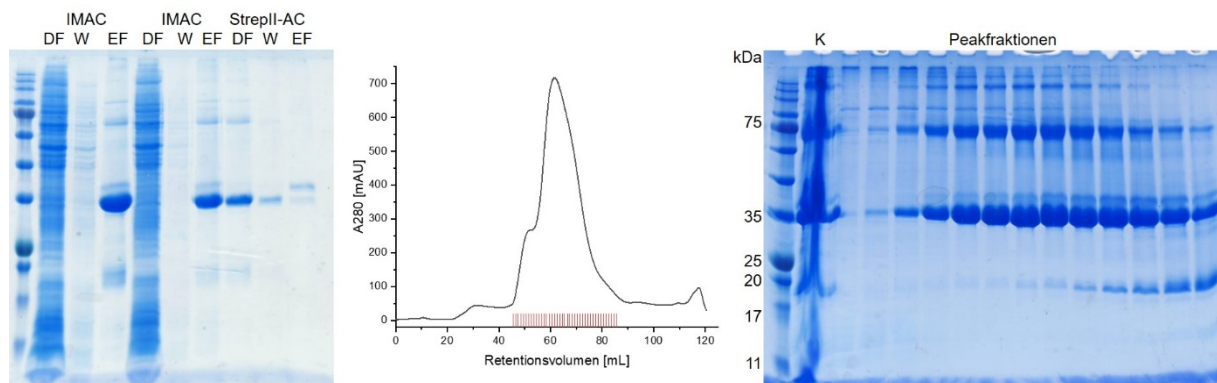 IMAC IMAC StrepII-AC
DF W EF DF W EF DF W EF
A280 [mAU]
700
600
500
400
300
200
100
0
0 20 40 60 80 100 120
Retentionsvolumen [mL]
kDa K Peakfraktionen
75
35
25
20
17
11